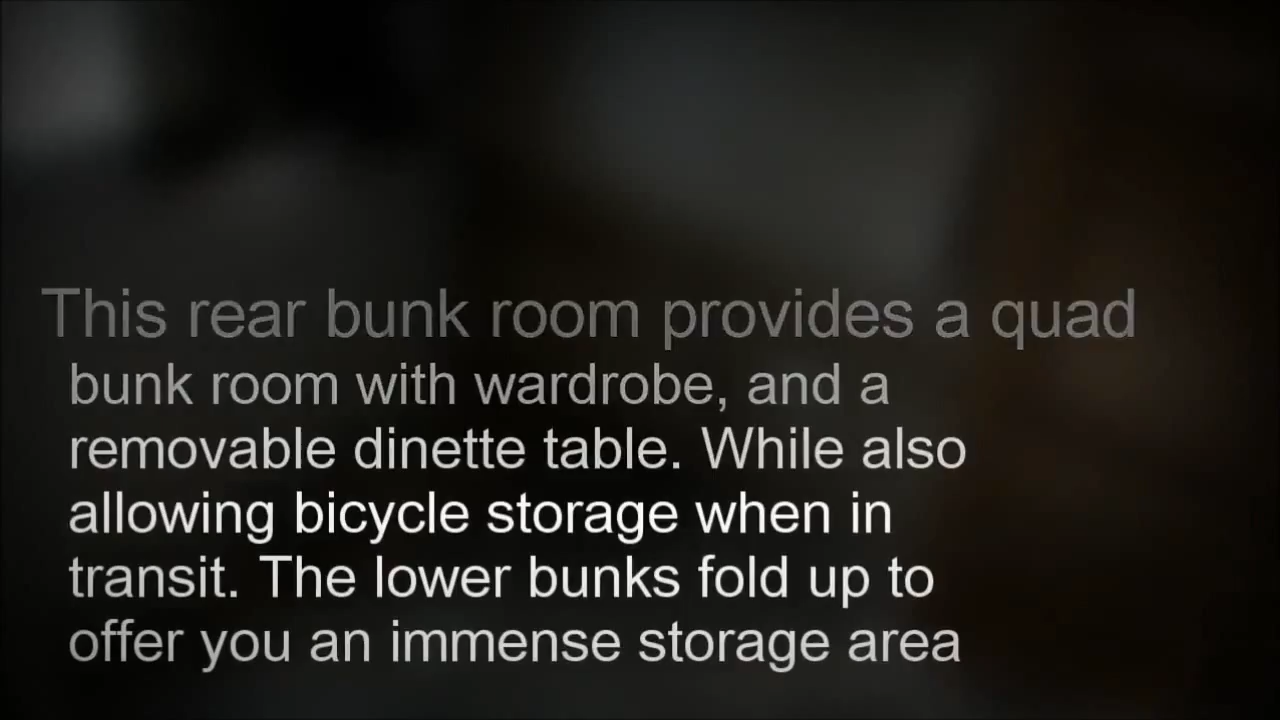 This rear bunk room provides a quad
bunk room with wardrobe, and a
removable dinette table. While also
allowing bicycle storage when in
transit. The lower bunks fold up to
offer you an immense storage area